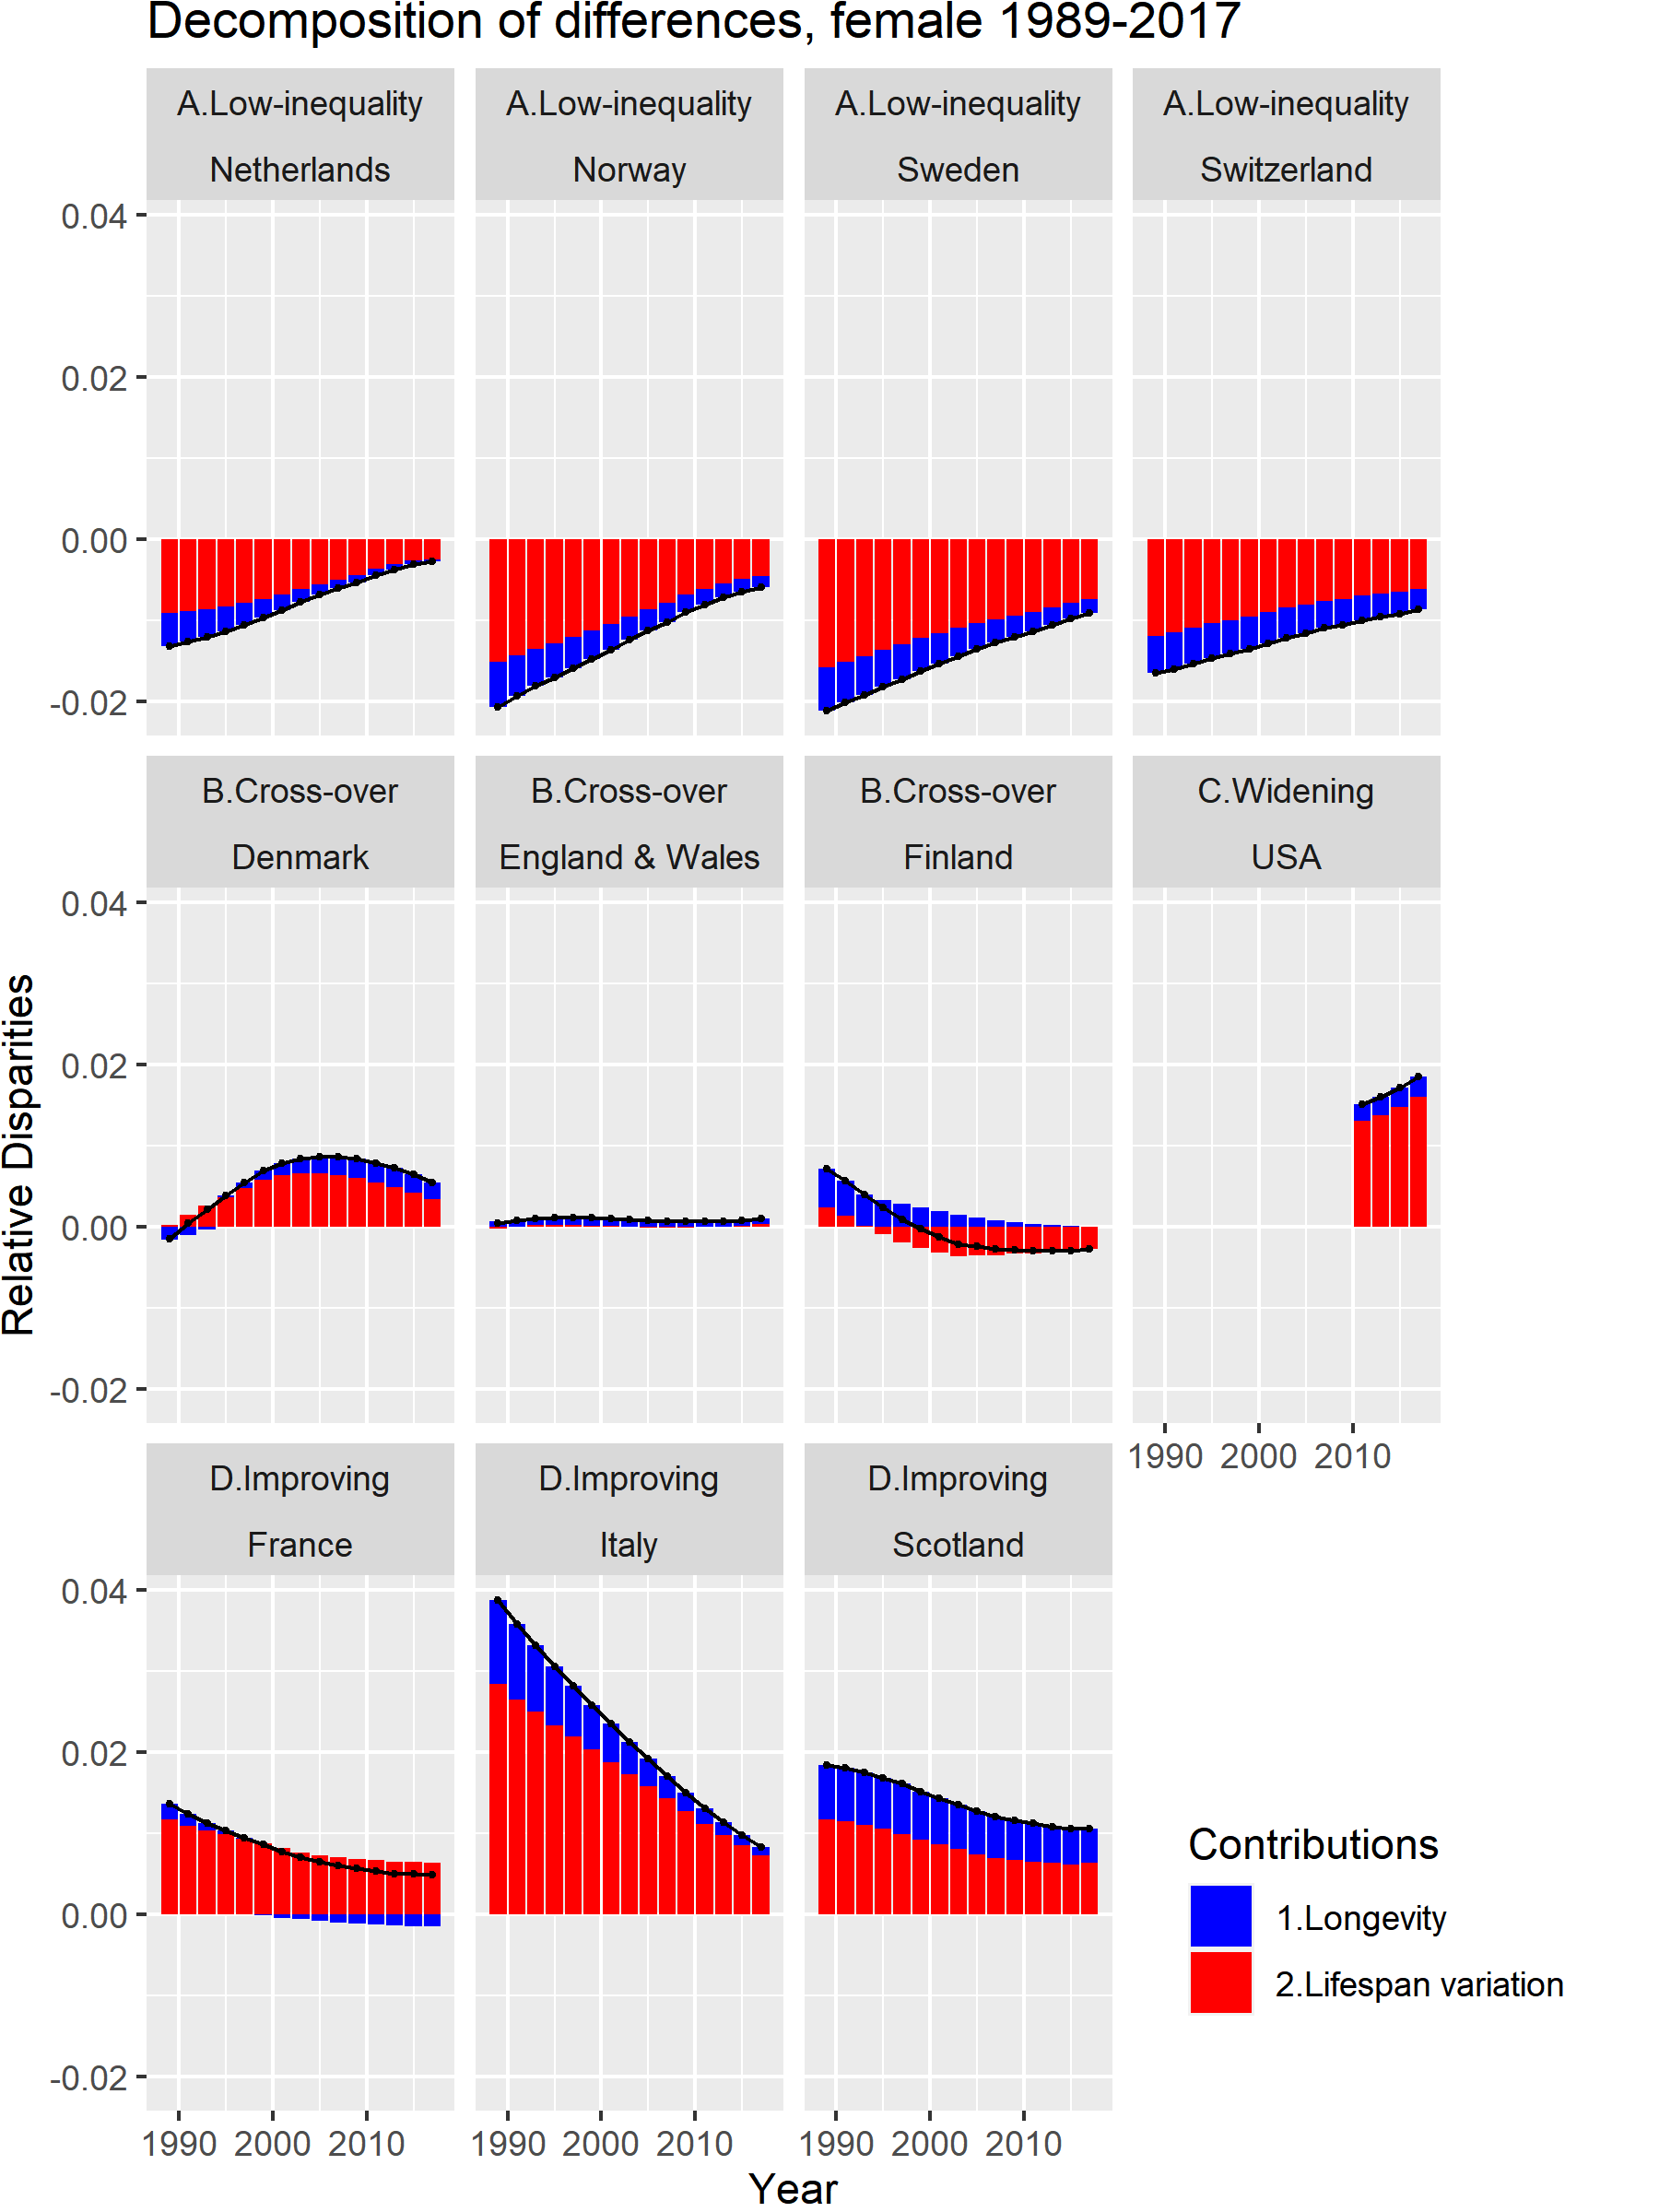 Decomposition of differences, female 1989-2017
A.Low-inequality
Netherlands
A.Low-inequality
Norway
A.Low-inequality
Sweden
A.Low-inequality
Switzerland
0.04
0.02
0.00
-0.02
B.Cross-over
Denmark
B.Cross-over
England & Wales
B.Cross-over
Finland
C.Widening
USA
0.04
0.02
0.00
-0.02
1990 2000 2010
Relative Disparities
D.Improving
France
D.Improving
Italy
D.Improving
Scotland
0.04
0.02
0.00
-0.02
1990 2000 2010
1990 2000 2010
1990 2000 2010
Year
Contributions
1.Longevity
2.Lifespan variation